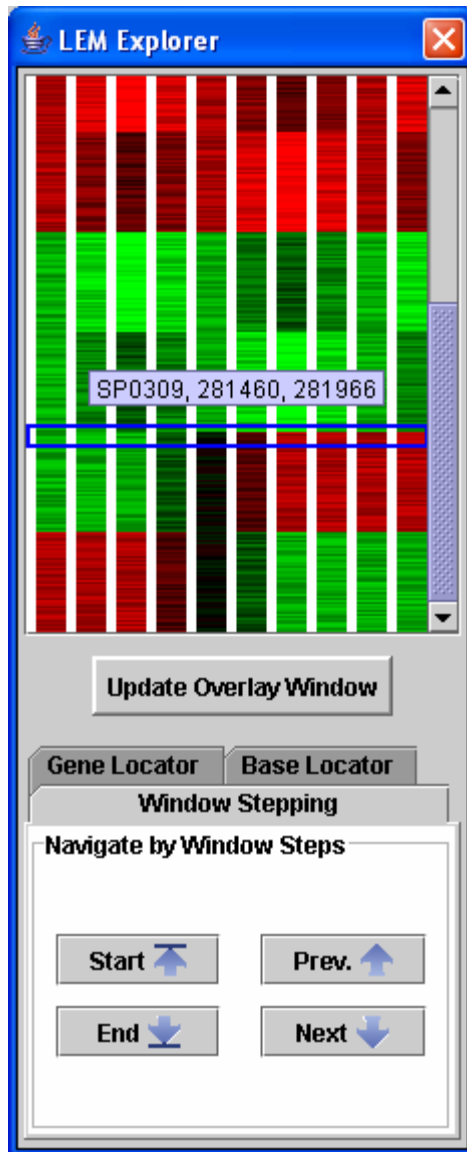 LEM Explorer
SP0309, 281460, 281966
Update Overlay Window
Gene Locator
Base Locator
Window Stepping
Navigate by Window Steps
Start
Prev.
End
Next